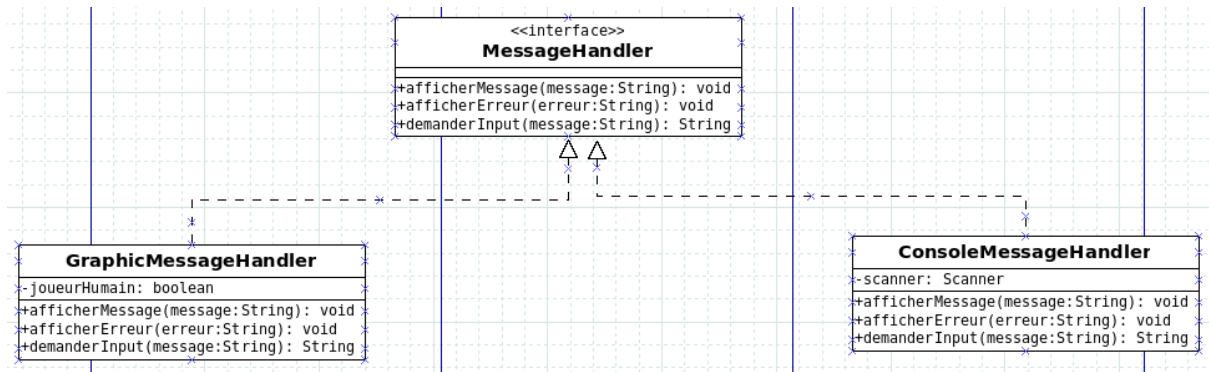 <<interface>>
MessageHandler
+afficherMessage(message:String): void
+afficherErreur(erreur:String): void
+demanderInput(message:String): String
GraphicMessageHandler
-joueurHumain: boolean
+afficherMessage(message:String): void
+afficherErreur(erreur:String): void
+demanderInput(message:String): String
ConsoleMessageHandler
-scanner: Scanner
+afficherMessage(message:String): void
+afficherErreur(erreur:String): void
+demanderInput(message:String): String